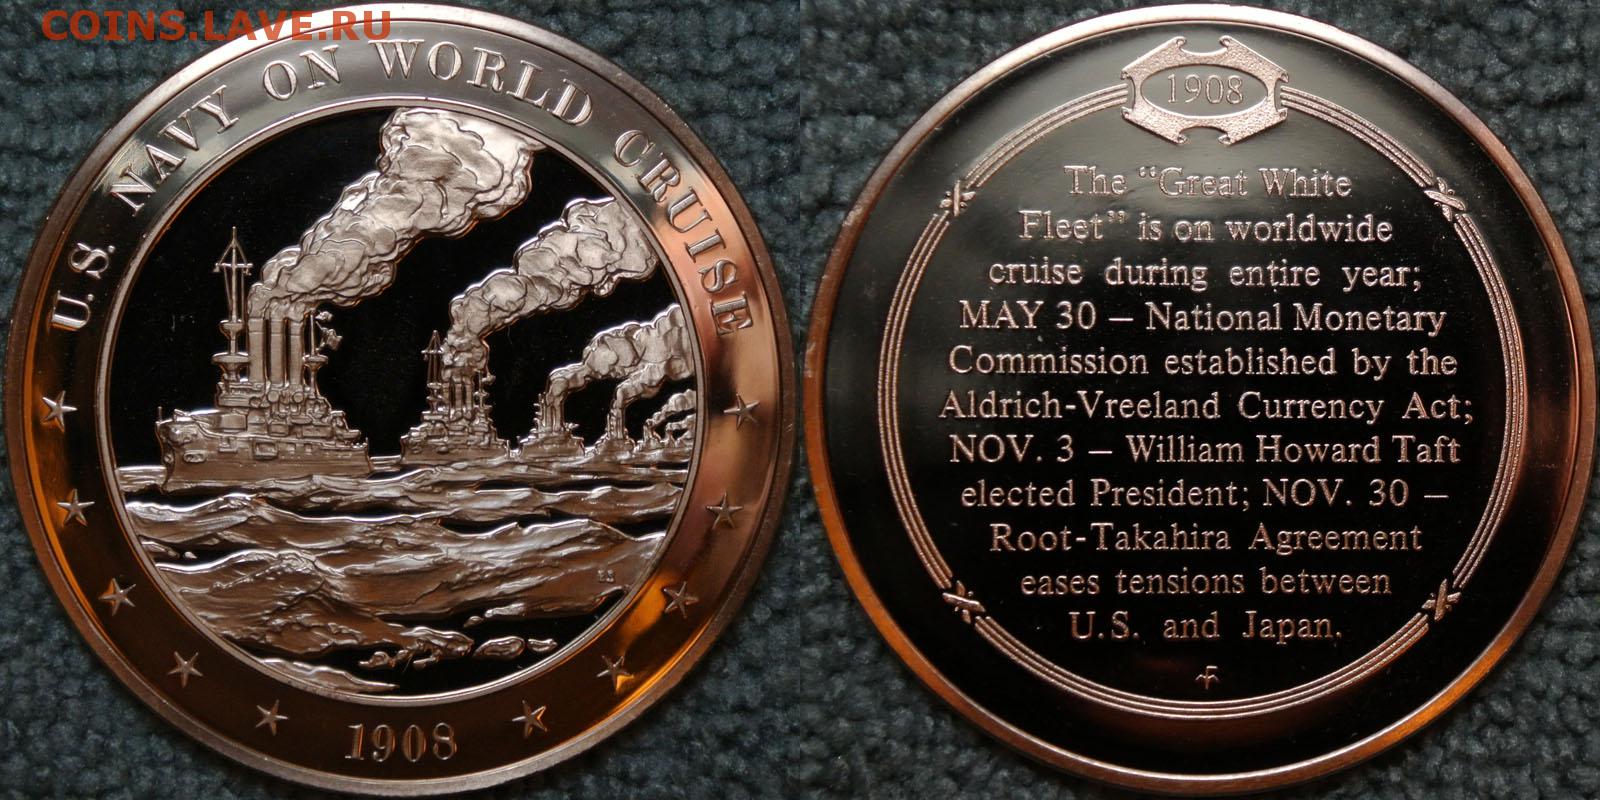 COINS.LAVE.RU
U.S. NAVY ON WORLD CRUISE
1908
1908
The “Great White
Fleet” is on worldwide
cruise during entire year;
MAY 30 – National Monetary
Commission established by the
Aldrich-Vreeland Currency Act;
NOV. 3 – William Howard Taft
elected President; NOV. 30 –
Root-Takahira Agreement
eases tensions between
U.S. and Japan.